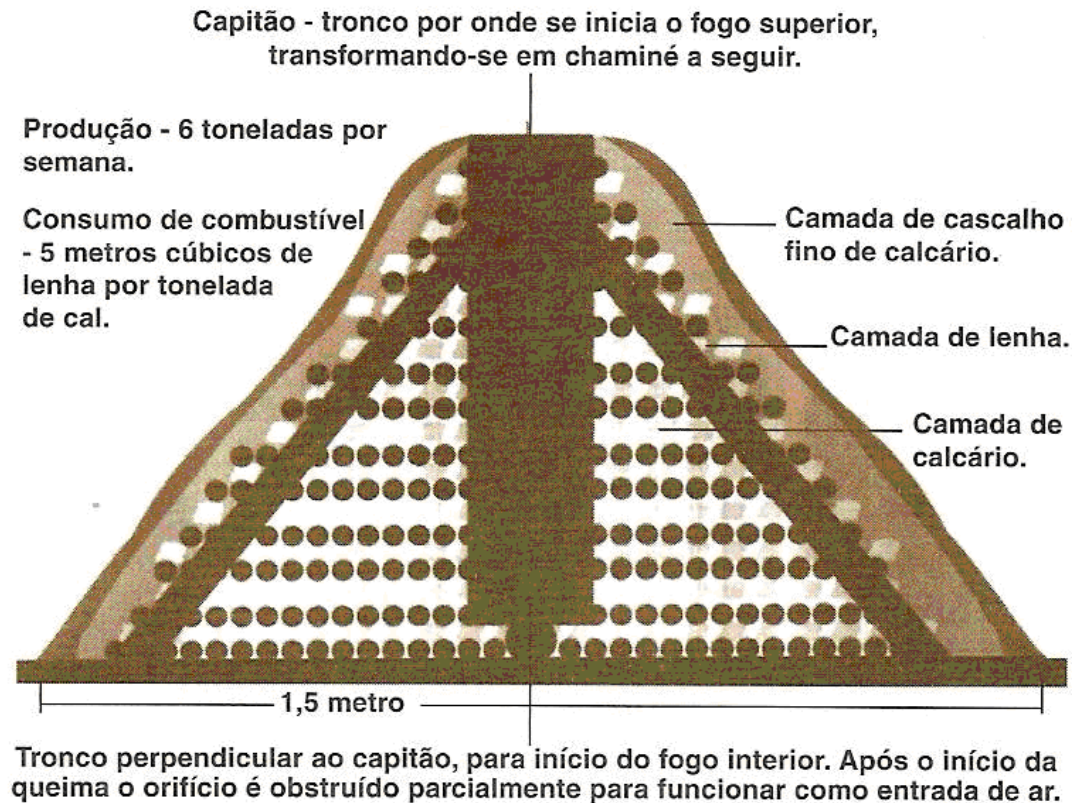 Capitão - tronco por onde se inicia o fogo superior,
transformando-se em chaminé a seguir.
Produção - 6 toneladas por
semana.
Consumo de combustível
- 5 metros cúbicos de
lenha por tonelada
de cal.
Camada de cascalho
fino de calcário.
Camada de lenha.
Camada de
calcário.
1,5 metro
Tronco perpendicular ao capitão, para início do fogo interior. Após o início da
queima o orifício é obstruído parcialmente para funcionar como entrada de ar.